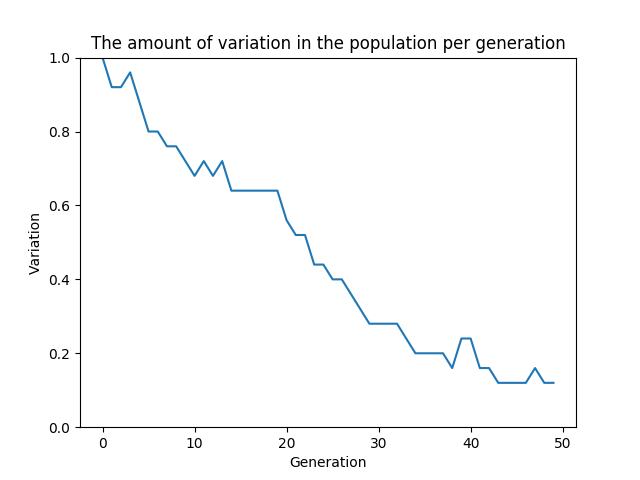 The amount of variation in the population per generation
1.0
0.8
0.6
0.4
0.2
0.0
Variation
0 10 20 30 40 50
Generation